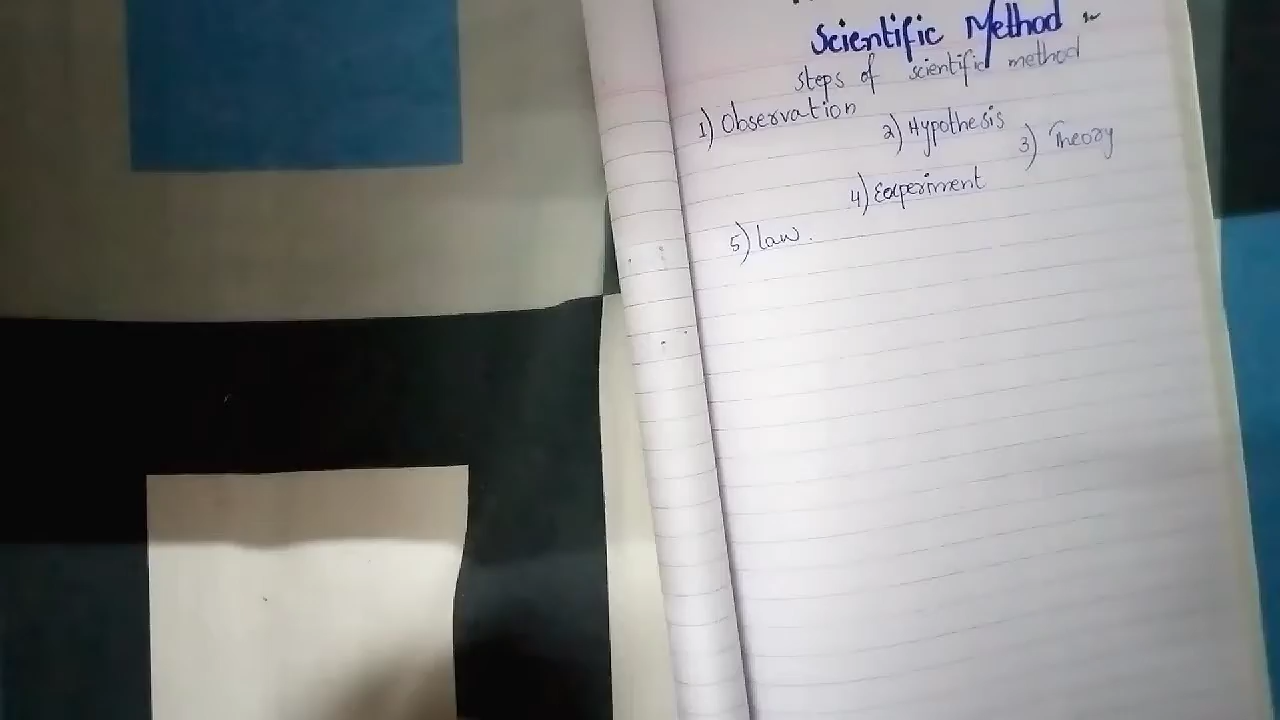 Scientific Method :-
steps of scientific method
1) Observation
2) Hypothesis
3) Theory
4) Experiment
5) law.